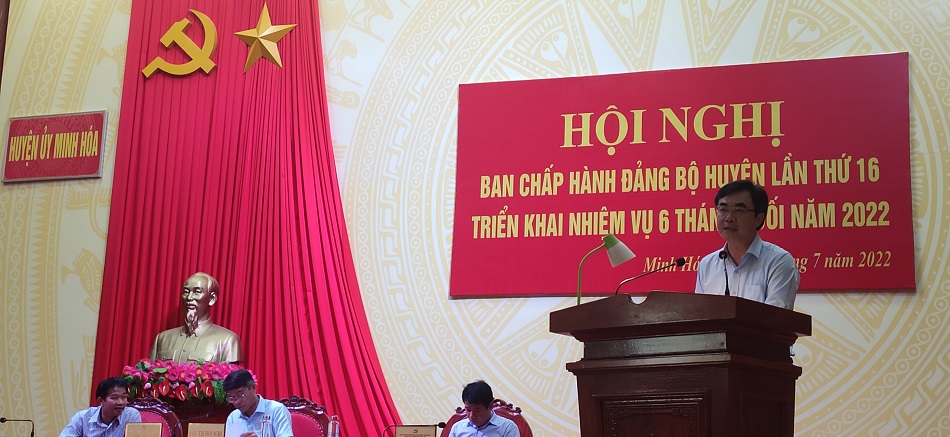 HUYỆN ỦY MINH HÓA
HỘI NGHỊ
BAN CHẤP HÀNH ĐẢNG BỘ HUYỆN LẦN THỨ 16
TRIỂN KHAI NHIỆM VỤ 6 NĂM 2022
Minh 7 năm 2022